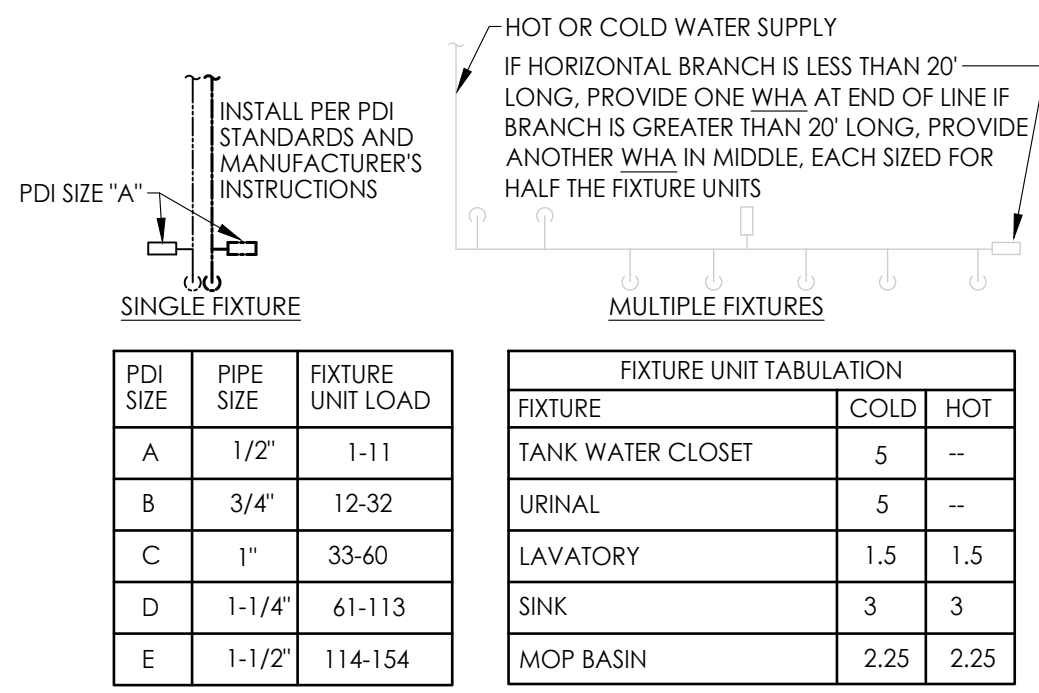 HOT OR COLD WATER SUPPLY
IF HORIZONTAL BRANCH IS LESS THAN 20'
LONG, PROVIDE ONE WHA AT END OF LINE IF
BRANCH IS GREATER THAN 20' LONG, PROVIDE
ANOTHER WHA IN MIDDLE, EACH SIZED FOR
HALF THE FIXTURE UNITS
INSTALL PER PDI
STANDARDS AND
MANUFACTURER'S
INSTRUCTIONS
PDI SIZE "A"
SINGLE FIXTURE
MULTIPLE FIXTURES
PDI SIZE PIPE SIZE FIXTURE UNIT LOAD
A 1/2" 1-11
B 3/4" 12-32
C 1" 33-60
D 1-1/4" 61-113
E 1-1/2" 114-154
FIXTURE UNIT TABULATION
FIXTURE COLD HOT
TANK WATER CLOSET 5 --
URINAL 5 --
LAVATORY 1.5 1.5
SINK 3 3
MOP BASIN 2.25 2.25